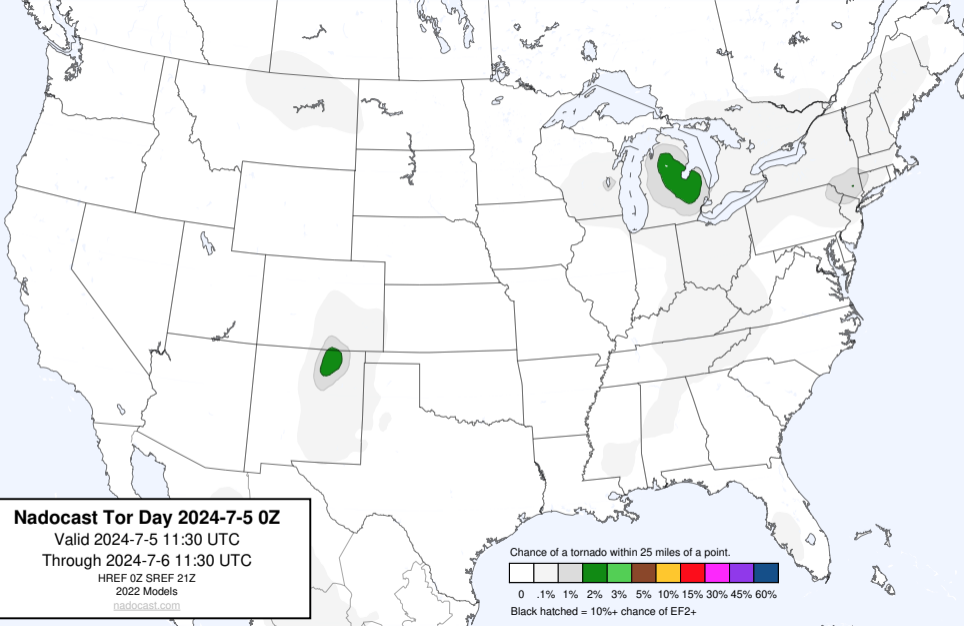 Nadocast Tor Day 2024-7-5 0Z
Valid 2024-7-5 11:30 UTC
Through 2024-7-6 11:30 UTC
HREF 0Z SREF 21Z
2022 Models
nadocast.com
Chance of a tornado within 25 miles of a point.
0 .1% 1% 2% 3% 5% 10% 15% 30% 45% 60%
Black hatched = 10%+ chance of EF2+